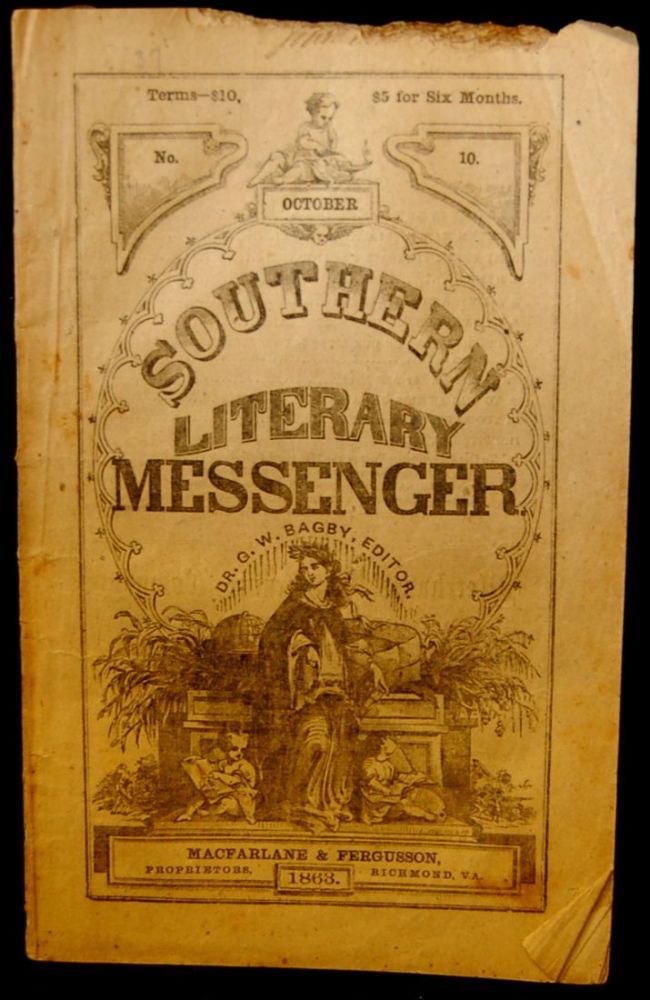 Terms—$10, $5 for Six Months.
No. 10.
OCTOBER
SOUTHERN
LITERARY
MESSENGER.
DR. G. W. BAGBY, EDITOR.
MACFARLANE & FERGUSSON,
PROPRIETORS. RICHMOND, VA.
1863.